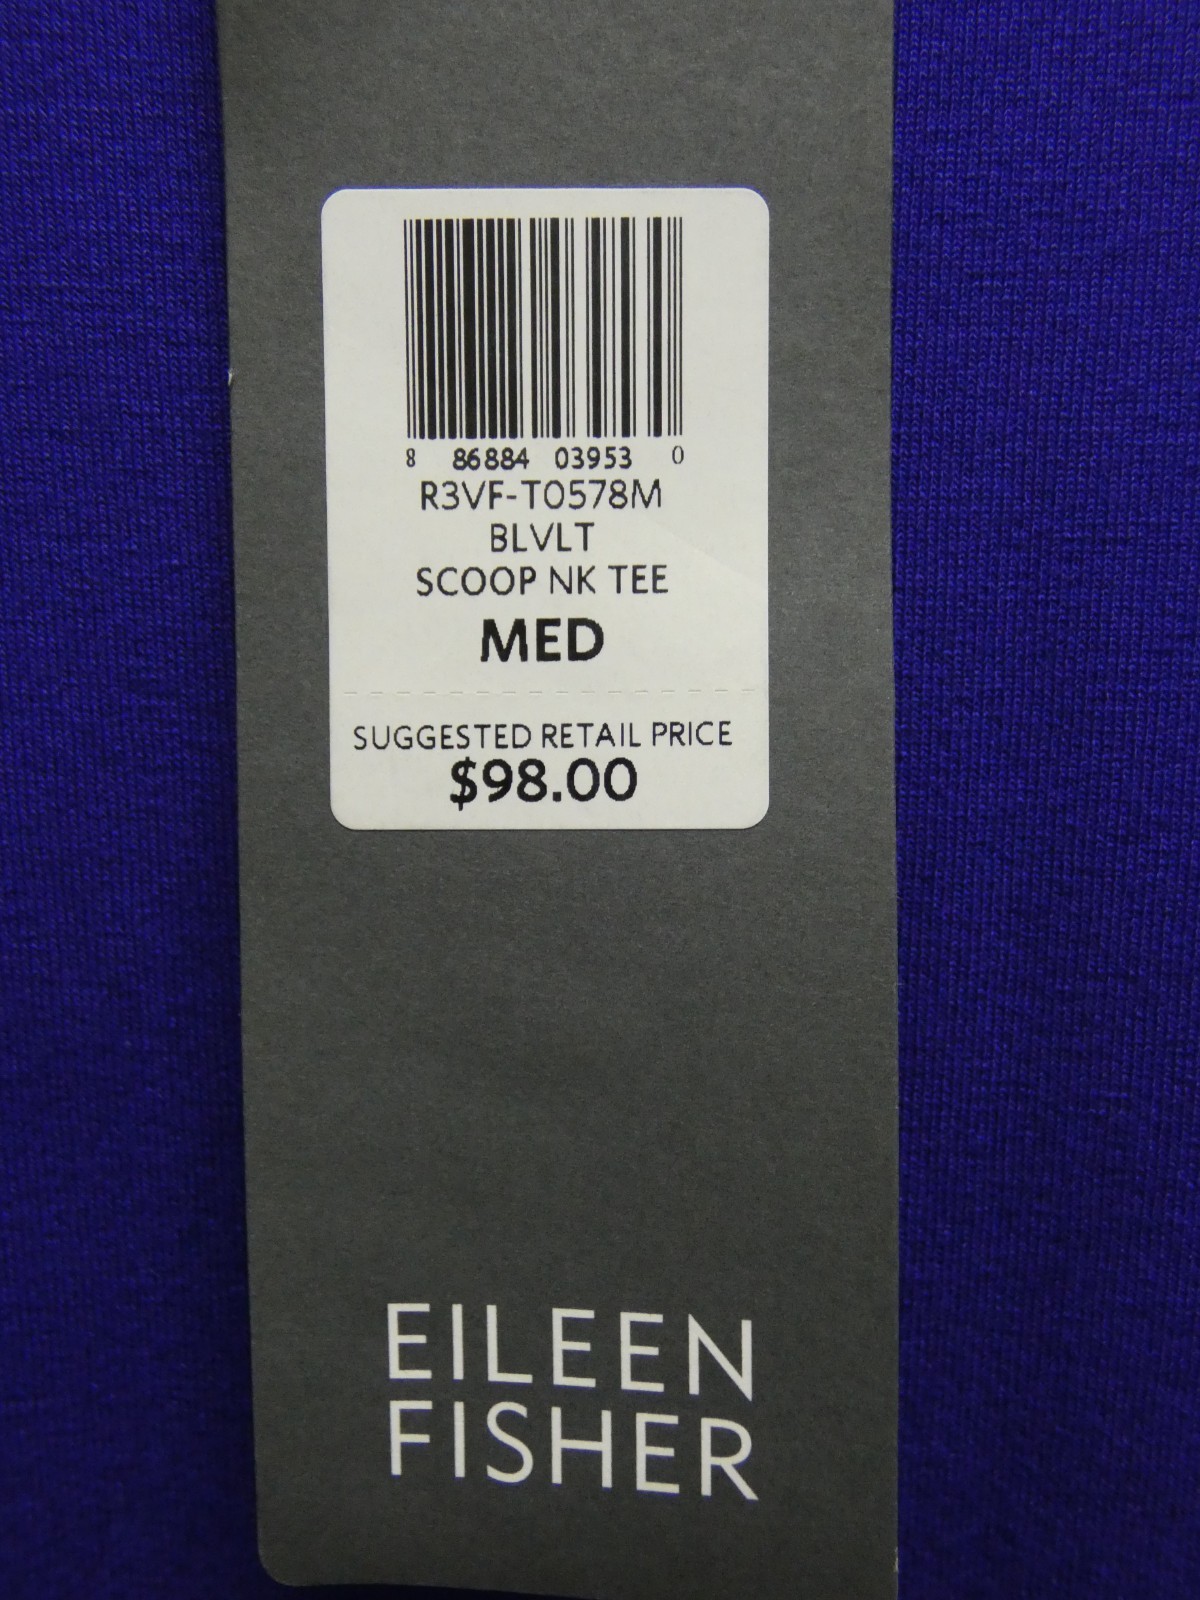 8 86884 03953 0
R3VF-T0578M
BLVLT
SCOOP NK TEE
MED
SUGGESTED RETAIL PRICE
$98.00
EILEEN
FISHER